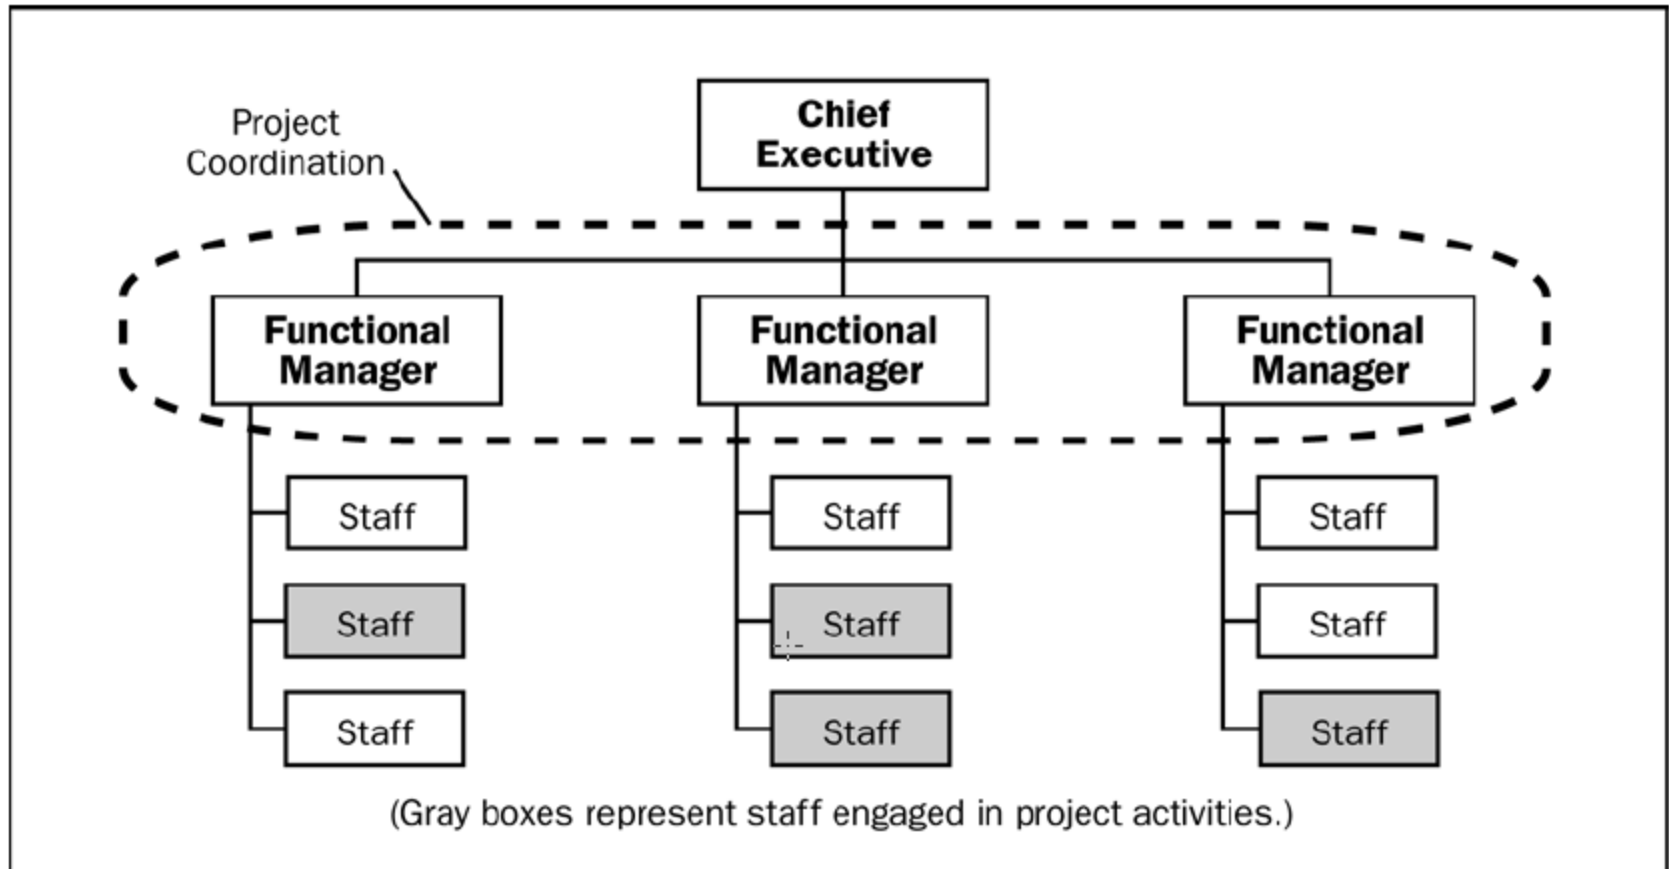 Project
Coordination
Chief
Executive
Functional
Manager
Functional
Manager
Functional
Manager
Staff
Staff
Staff
Staff
Staff
Staff
Staff
Staff
Staff
(Gray boxes represent staff engaged in project activities.)